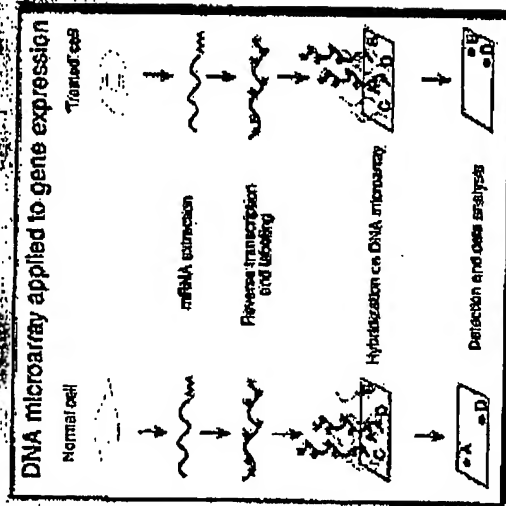 DNA microarray applied to gene expression
Normal cell
Treated cell
mRNA extraction
Reverse transcription
and labeling
Hybridization on DNA microarray
A
B
C
D
A
B
C
D
Detection and data analysis
A
D
B
D